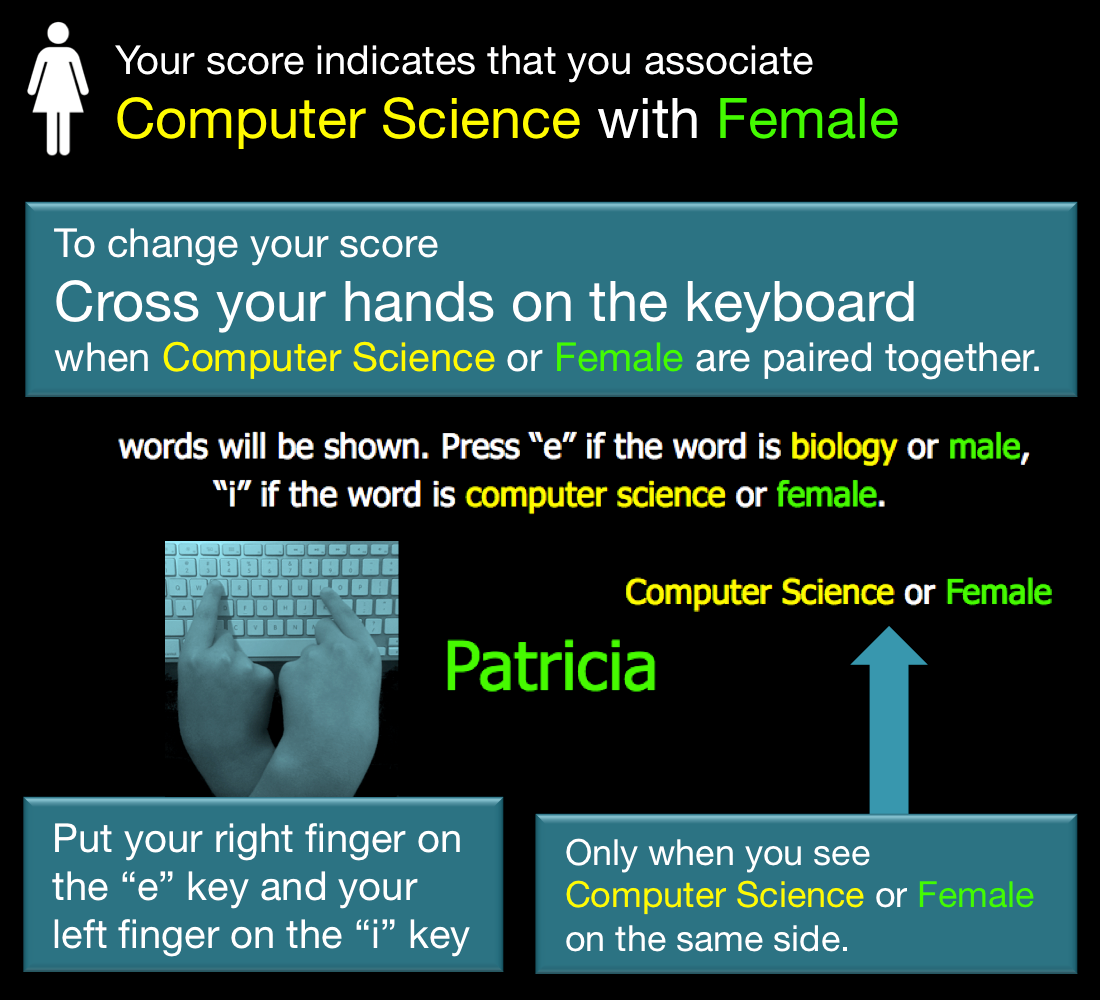 Your score indicates that you associate
Computer Science with Female
To change your score
Cross your hands on the keyboard
when Computer Science or Female are paired together.
words will be shown. Press “e” if the word is biology or male,
“i” if the word is computer science or female.
Computer Science or Female
Patricia
Put your right finger on
the “e” key and your
left finger on the “i” key
Only when you see
Computer Science or Female
on the same side.